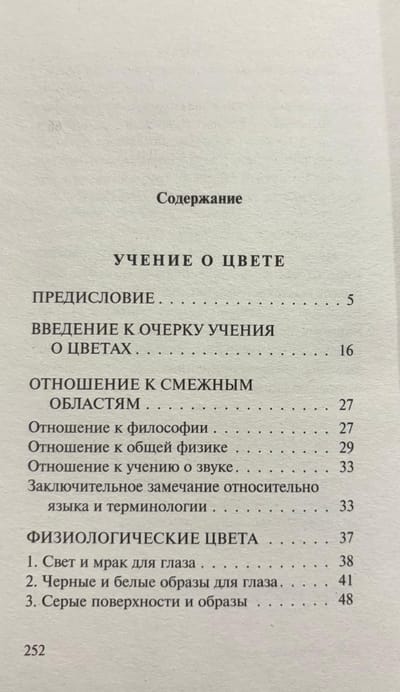 Содержание
УЧЕНИЕ О ЦВЕТЕ
ПРЕДИСЛОВИЕ . . . . . . . . . . . . . . . . . 5
ВВЕДЕНИЕ К ОЧЕРКУ УЧЕНИЯ
О ЦВЕТАХ . . . . . . . . . . . . . . . . . 16
ОТНОШЕНИЕ К СМЕЖНЫМ
ОБЛАСТЯМ . . . . . . . . . . . . . . . . 27
Отношение к философии . . . . . . . . . . 27
Отношение к общей физике . . . . . . . . 29
Отношение к учению о звуке . . . . . . . . 33
Заключительное замечание относительно
языка и терминологии . . . . . . . . . . 33
ФИЗИОЛОГИЧЕСКИЕ ЦВЕТА . . . . . . 37
1. Свет и мрак для глаза . . . . . . . . . . . 38
2. Черные и белые образы для глаза . . . . 41
3. Серые поверхности и образы . . . . . . . 48
252